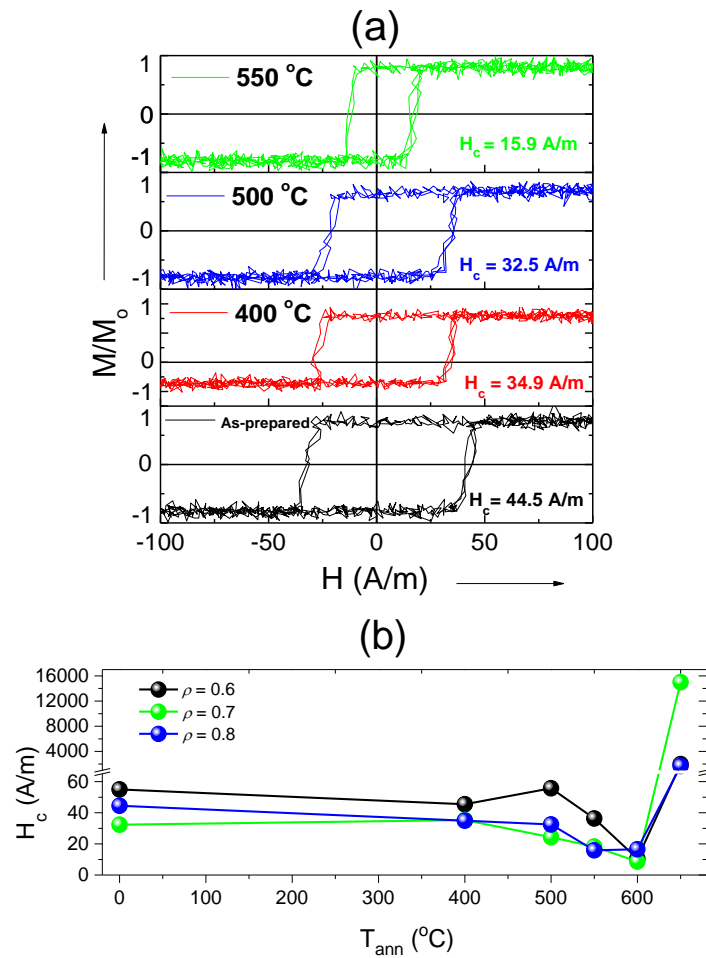 (a)
550 °C
H_c = 15.9 A/m
500 °C
H_c = 32.5 A/m
400 °C
H_c = 34.9 A/m
As-prepared
H_c = 44.5 A/m
1
0
-1
1
0
-1
1
0
-1
1
0
-1
M/M_o
-100 -50 0 50 100
H (A/m)
(b)
16000
12000
8000
4000
60
40
20
0
H_c (A/m)
ρ = 0.6
ρ = 0.7
ρ = 0.8
0 100 200 300 400 500 600
T_ann (°C)